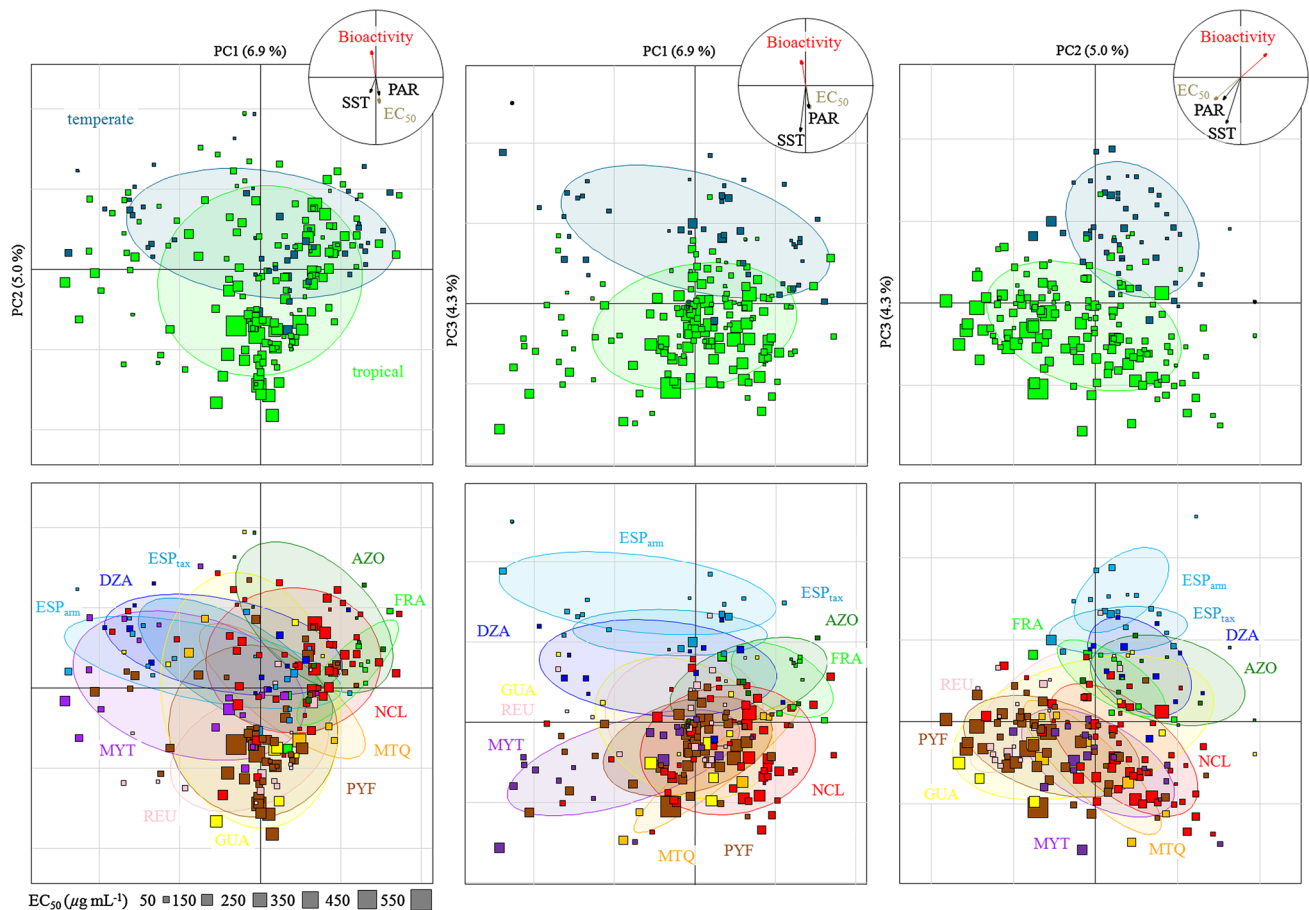 PC1 (6.9 %)
Bioactivity
PAR
SST
EC50
temperate
tropical
PC2 (5.0 %)
PC1 (6.9 %)
Bioactivity
EC50
PAR
SST
PC3 (4.3 %)
PC2 (5.0 %)
Bioactivity
EC50
PAR
SST
PC3 (4.3 %)
ESPtax
AZO
DZA
ESParm
FRA
NCL
MYT
MTQ
PYF
REU
GUA
ESParm
ESPtax
AZO
DZA
FRA
GUA
REU
MYT
NCL
MTQ
PYF
ESParm
ESPtax
FRA
DZA
AZO
REU
PYF
NCL
GUA
MYT
MTQ
EC50 (µg mL-1) 50 150 250 350 450 550